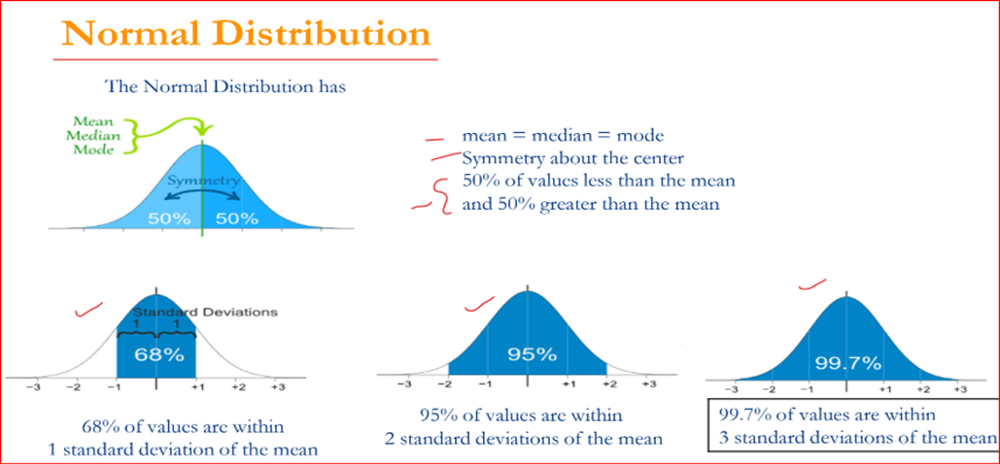 Normal Distribution
The Normal Distribution has
Mean
Median
Mode
Symmetry
50% 50%
mean = median = mode
Symmetry about the center
50% of values less than the mean
and 50% greater than the mean
Standard Deviations
1 1
68%
-3 -2 -1 0 +1 +2 +3
68% of values are within
1 standard deviation of the mean
95%
-3 -2 -1 0 +1 +2 +3
95% of values are within
2 standard deviations of the mean
99.7%
-3 -2 -1 0 +1 +2 +3
99.7% of values are within
3 standard deviations of the mean